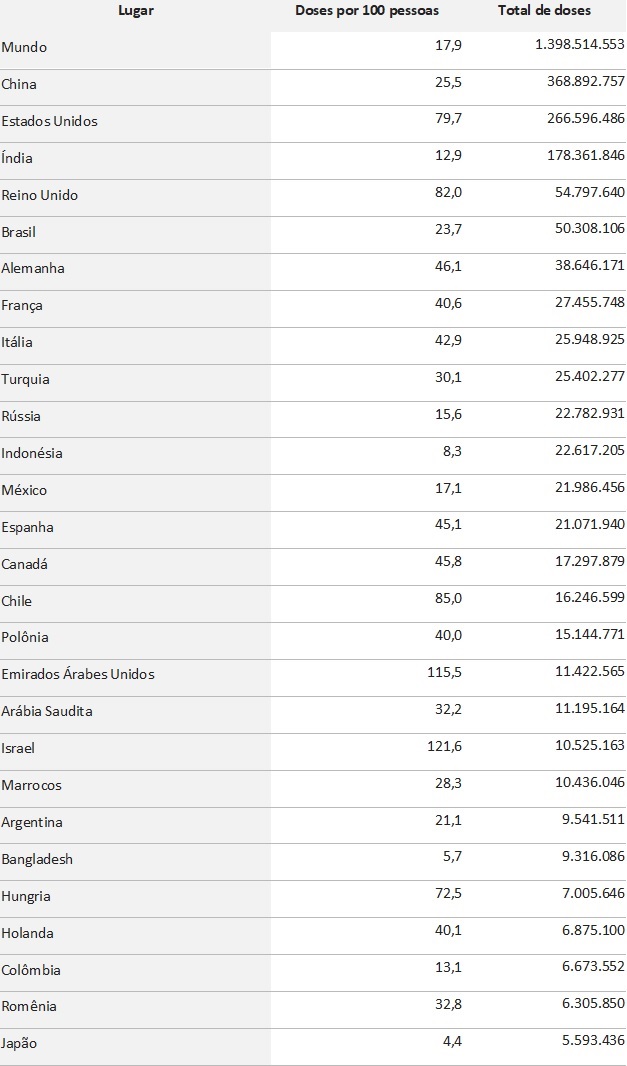 Lugar Doses por 100 pessoas Total de doses
Mundo 17,9 1.398.514.553
China 25,5 368.892.757
Estados Unidos 79,7 266.596.486
Índia 12,9 178.361.846
Reino Unido 82,0 54.797.640
Brasil 23,7 50.308.106
Alemanha 46,1 38.646.171
França 40,6 27.455.748
Itália 42,9 25.948.925
Turquia 30,1 25.402.277
Rússia 15,6 22.782.931
Indonésia 8,3 22.617.205
México 17,1 21.986.456
Espanha 45,1 21.071.940
Canadá 45,8 17.297.879
Chile 85,0 16.246.599
Polônia 40,0 15.144.771
Emirados Árabes Unidos 115,5 11.422.565
Arábia Saudita 32,2 11.195.164
Israel 121,6 10.525.163
Marrocos 28,3 10.436.046
Argentina 21,1 9.541.511
Bangladesh 5,7 9.316.086
Hungria 72,5 7.005.646
Holanda 40,1 6.875.100
Colômbia 13,1 6.673.552
Romênia 32,8 6.305.850
Japão 4,4 5.593.436